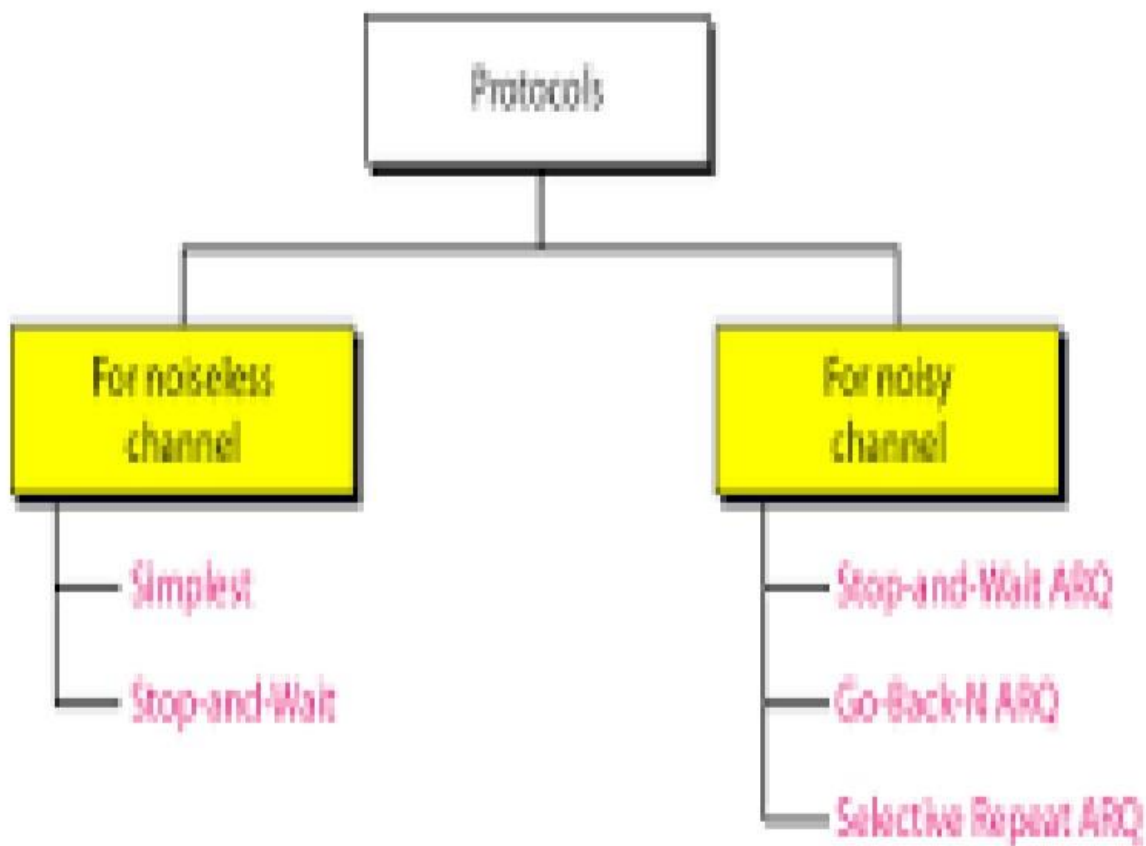 Protocols
For noiseless
channel
Simplest
Stop-and-Wait
For noisy
channel
Stop-and-Wait ARQ
Go-Back-N ARQ
Selective Repeat ARQ